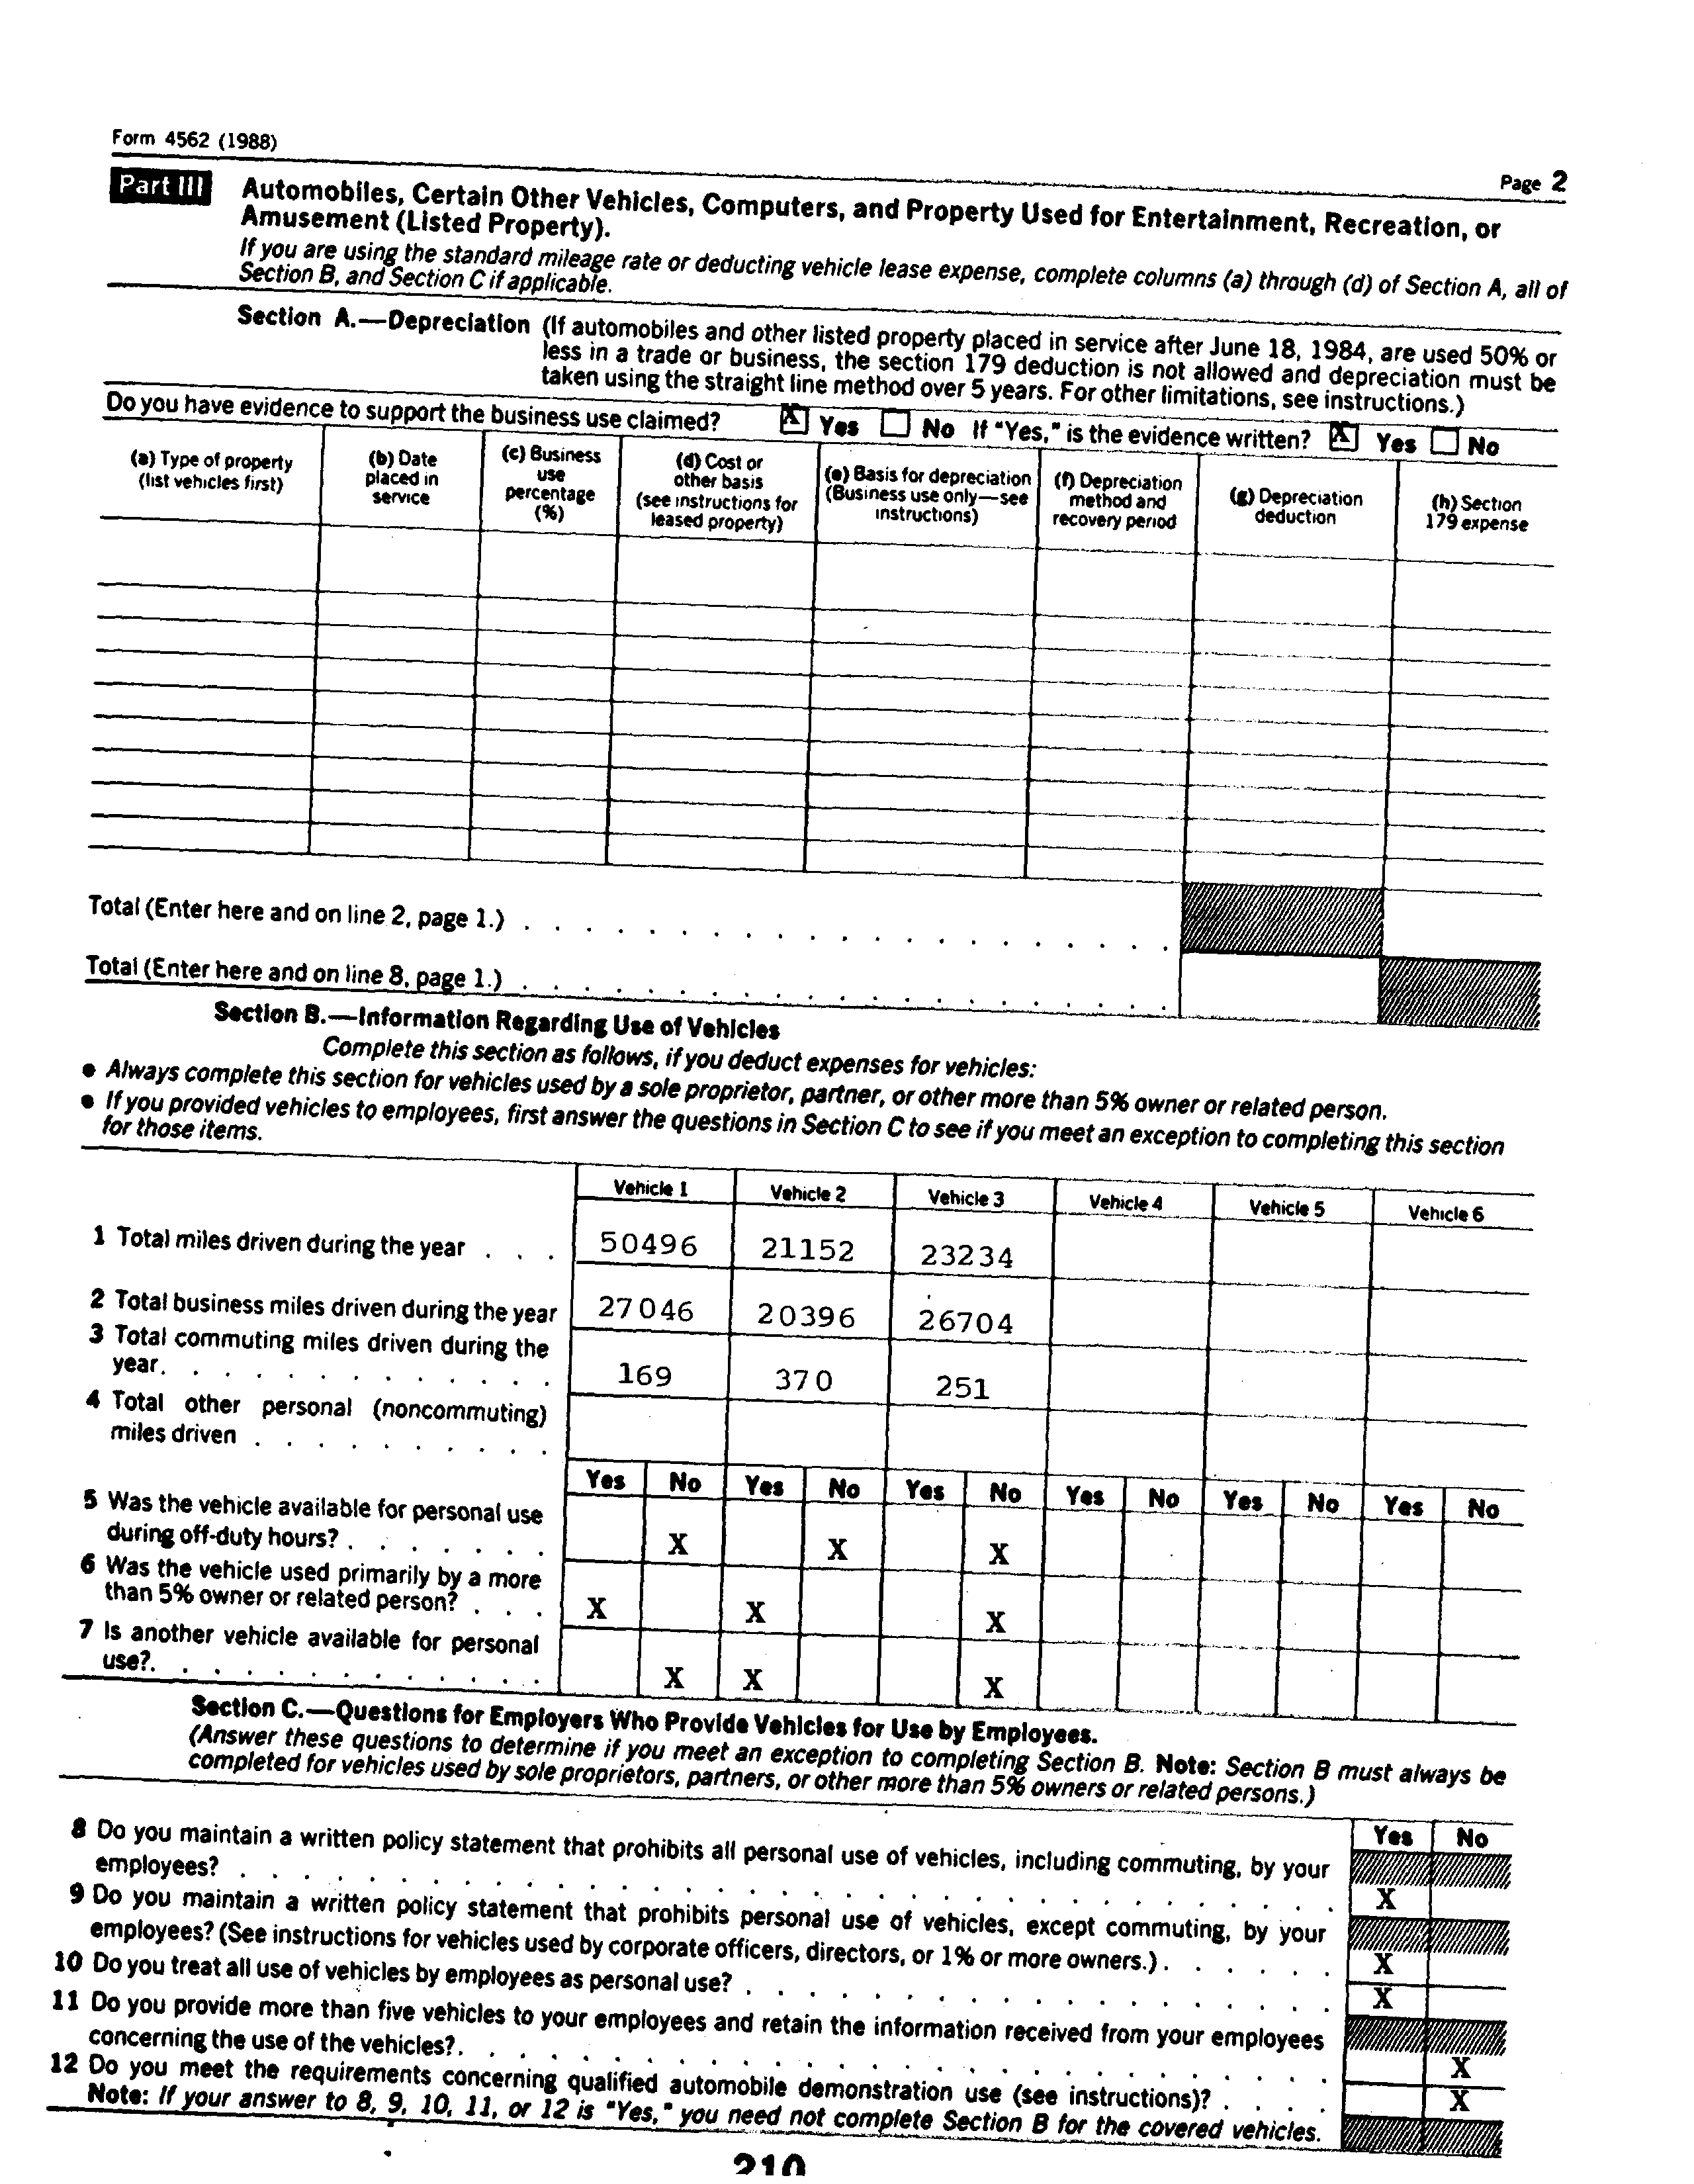 Form 4562 (1988)
Page 2
Part III Automobiles, Certain Other Vehicles, Computers, and Property Used for Entertainment, Recreation, or
Amusement (Listed Property).
If you are using the standard mileage rate or deducting vehicle lease expense, complete columns (a) through (d) of Section A, all of
Section B, and Section C if applicable.
Section A.—Depreciation (If automobiles and other listed property placed in service after June 18, 1984, are used 50% or
less in a trade or business, the section 179 deduction is not allowed and depreciation must be
taken using the straight line method over 5 years. For other limitations, see instructions.)
Do you have evidence to support the business use claimed? X Yes No If "Yes," is the evidence written? X Yes No
(a) Type of property
(list vehicles first)
(b) Date
placed in
service
(c) Business
use
percentage
(%)
(d) Cost or
other basis
(see instructions for
leased property)
(e) Basis for depreciation
(Business use only—see
instructions)
(f) Depreciation
method and
recovery period
(g) Depreciation
deduction
(h) Section
179 expense
Total (Enter here and on line 2, page 1.) . . . . . . . . . . . . . . . . . . . . .
Total (Enter here and on line 8, page 1.) . . . . . . . . . . . . . . . . . . . . .
Section B.—Information Regarding Use of Vehicles
Complete this section as follows, if you deduct expenses for vehicles:
● Always complete this section for vehicles used by a sole proprietor, partner, or other more than 5% owner or related person.
● If you provided vehicles to employees, first answer the questions in Section C to see if you meet an exception to completing this section
for those items.
Vehicle 1 Vehicle 2 Vehicle 3 Vehicle 4 Vehicle 5 Vehicle 6
1 Total miles driven during the year . . . 50496 21152 23234
2 Total business miles driven during the year 27046 20396 26704
3 Total commuting miles driven during the
year. . . . . . . . . . . . . 169 370 251
4 Total other personal (noncommuting)
miles driven . . . . . . . . . .
Yes No Yes No Yes No Yes No Yes No Yes No
5 Was the vehicle available for personal use
during off-duty hours? . . . . . . . X X X
6 Was the vehicle used primarily by a more
than 5% owner or related person? . . . X X X
7 Is another vehicle available for personal
use?. . . . . . . . . . . . . X X X
Section C.—Questions for Employers Who Provide Vehicles for Use by Employees.
(Answer these questions to determine if you meet an exception to completing Section B. Note: Section B must always be
completed for vehicles used by sole proprietors, partners, or other more than 5% owners or related persons.)
Yes No
8 Do you maintain a written policy statement that prohibits all personal use of vehicles, including commuting, by your
employees? . . . . . . . . . . . . . . . . . . . . . . . . . . . . . . . . . . X
9 Do you maintain a written policy statement that prohibits personal use of vehicles, except commuting, by your
employees? (See instructions for vehicles used by corporate officers, directors, or 1% or more owners.) . . . . . . X
10 Do you treat all use of vehicles by employees as personal use? . . . . . . . . . . . . . . . . . . . X
11 Do you provide more than five vehicles to your employees and retain the information received from your employees
concerning the use of the vehicles?. . . . . . . . . . . . . . . . . . . . . . . . . . . . X
12 Do you meet the requirements concerning qualified automobile demonstration use (see instructions)? . . . . X
Note: If your answer to 8, 9, 10, 11, or 12 is "Yes," you need not complete Section B for the covered vehicles.
210